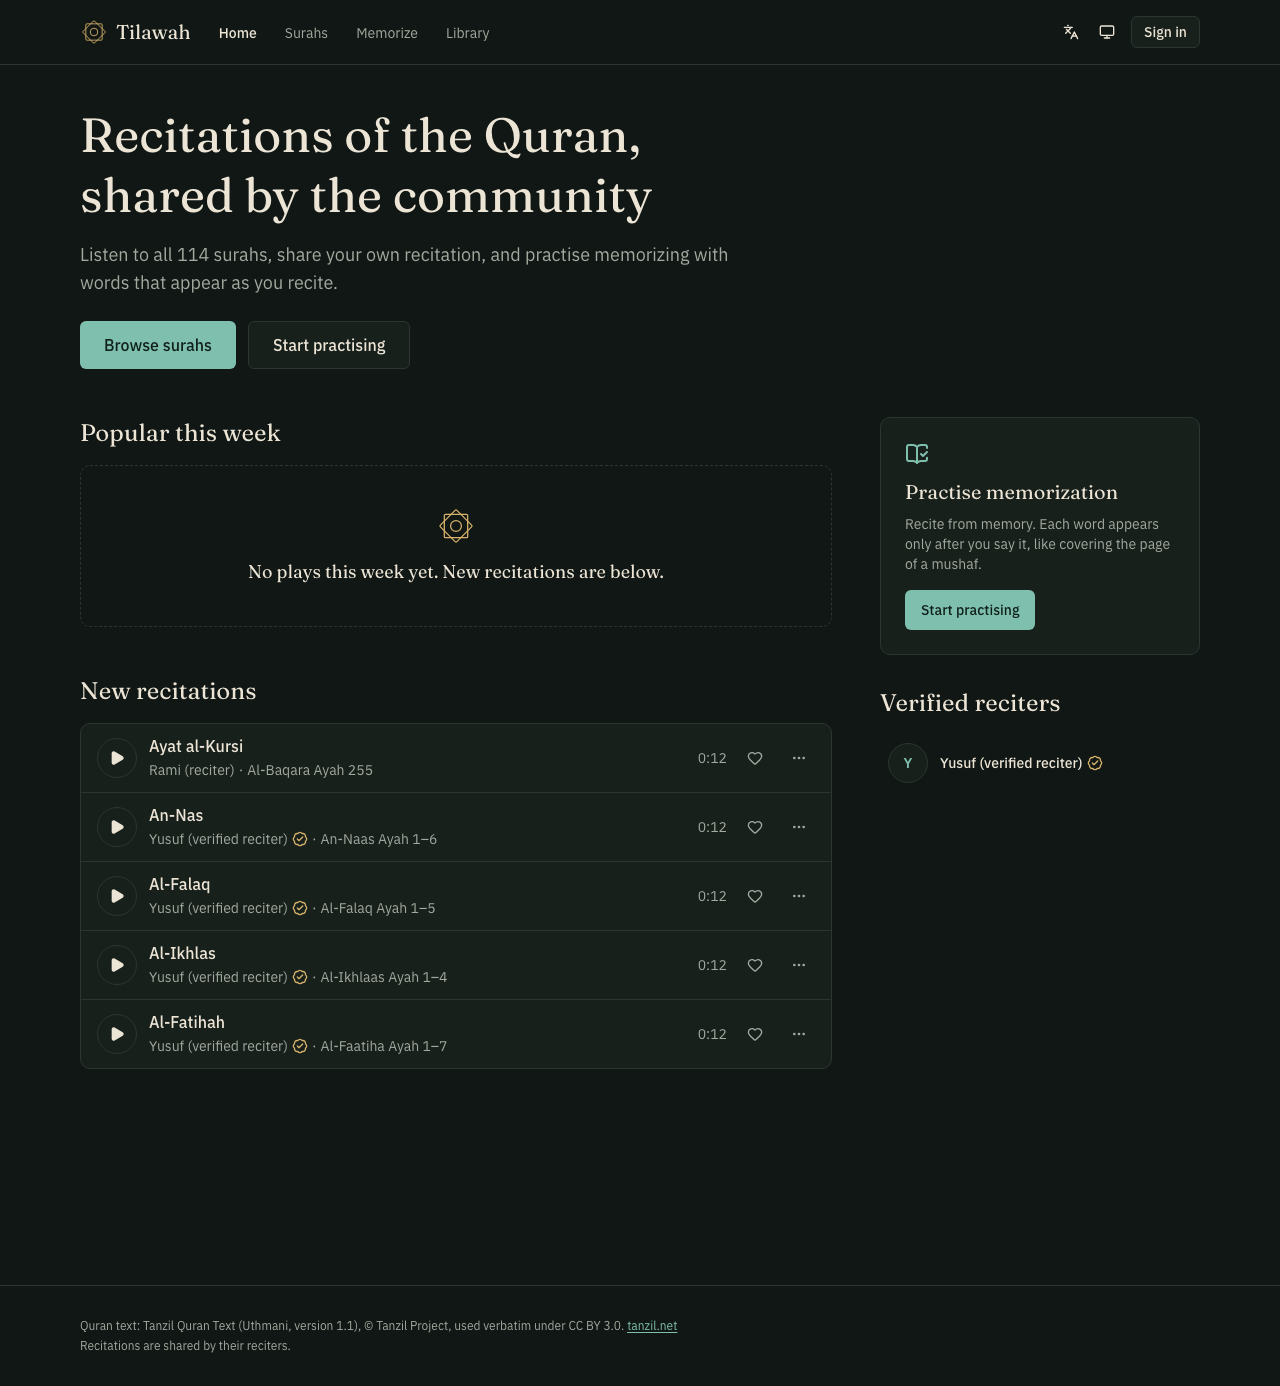 Tilawah
Home
Surahs
Memorize
Library
Sign in
Recitations of the Quran,
shared by the community
Listen to all 114 surahs, share your own recitation, and practise memorizing with
words that appear as you recite.
Browse surahs
Start practising
Popular this week
No plays this week yet. New recitations are below.
New recitations
Ayat al-Kursi
Rami (reciter) · Al-Baqara Ayah 255
0:12
An-Nas
Yusuf (verified reciter) · An-Naas Ayah 1–6
0:12
Al-Falaq
Yusuf (verified reciter) · Al-Falaq Ayah 1–5
0:12
Al-Ikhlas
Yusuf (verified reciter) · Al-Ikhlaas Ayah 1–4
0:12
Al-Fatihah
Yusuf (verified reciter) · Al-Faatiha Ayah 1–7
0:12
Practise memorization
Recite from memory. Each word appears
only after you say it, like covering the page
of a mushaf.
Start practising
Verified reciters
Y
Yusuf (verified reciter)
Quran text: Tanzil Quran Text (Uthmani, version 1.1), © Tanzil Project, used verbatim under CC BY 3.0. tanzil.net
Recitations are shared by their reciters.